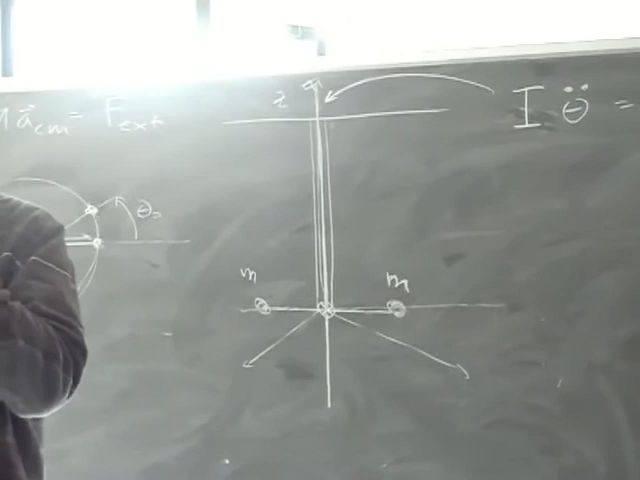 M a⃗cm = Fext
z
I θ̈ =
θ₀
m
m